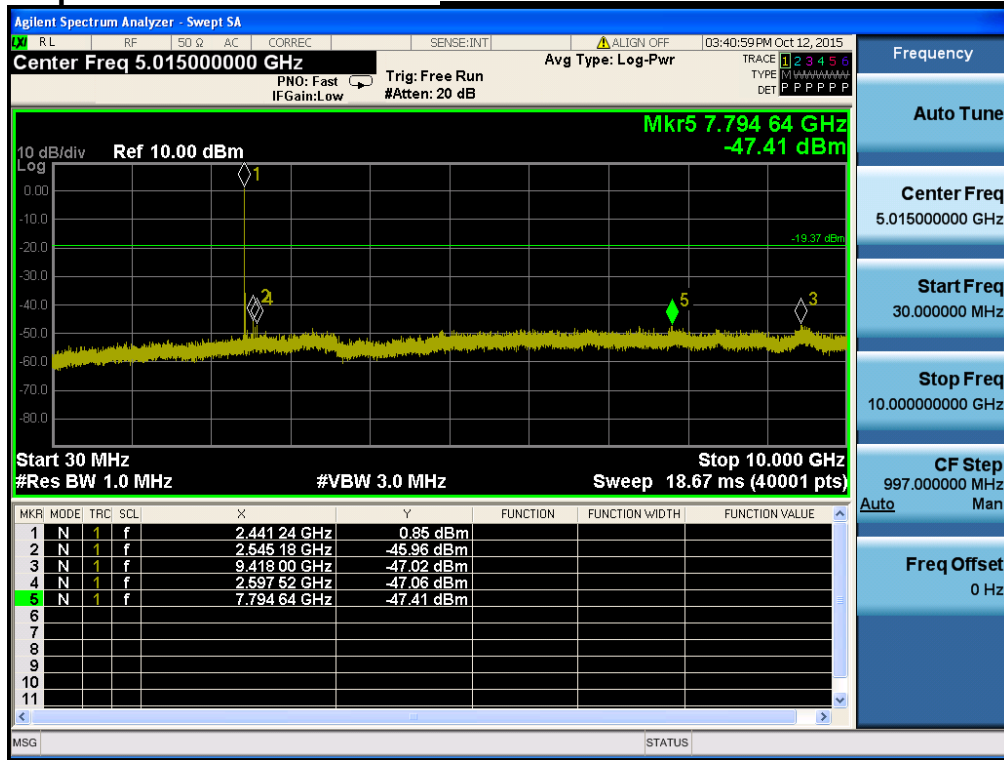 Agilent Spectrum Analyzer - Swept SA
LXI RL RF 50 Ω AC CORREC SENSE:INT ALIGN OFF 03:40:59 PM Oct 12, 2015
Center Freq 5.015000000 GHz Avg Type: Log-Pwr TRACE 1 2 3 4 5 6
PNO: Fast Trig: Free Run TYPE M WWWWW
IFGain:Low #Atten: 20 dB DET P P P P P P
Mkr5 7.794 64 GHz
10 dB/div Ref 10.00 dBm -47.41 dBm
Log
1
0.00
-10.0
-20.0 -19.37 dBm
-30.0
-40.0 2 4 5 3
-50.0
-60.0
-70.0
-80.0
Start 30 MHz Stop 10.000 GHz
#Res BW 1.0 MHz #VBW 3.0 MHz Sweep 18.67 ms (40001 pts)
MKR MODE TRC SCL X Y FUNCTION FUNCTION WIDTH FUNCTION VALUE
1 N 1 f 2.441 24 GHz 0.85 dBm
2 N 1 f 2.545 18 GHz -45.96 dBm
3 N 1 f 9.418 00 GHz -47.02 dBm
4 N 1 f 2.597 52 GHz -47.06 dBm
5 N 1 f 7.794 64 GHz -47.41 dBm
6
7
8
9
10
11
MSG STATUS
Frequency
Auto Tune
Center Freq
5.015000000 GHz
Start Freq
30.000000 MHz
Stop Freq
10.000000000 GHz
CF Step
997.000000 MHz
Auto Man
Freq Offset
0 Hz